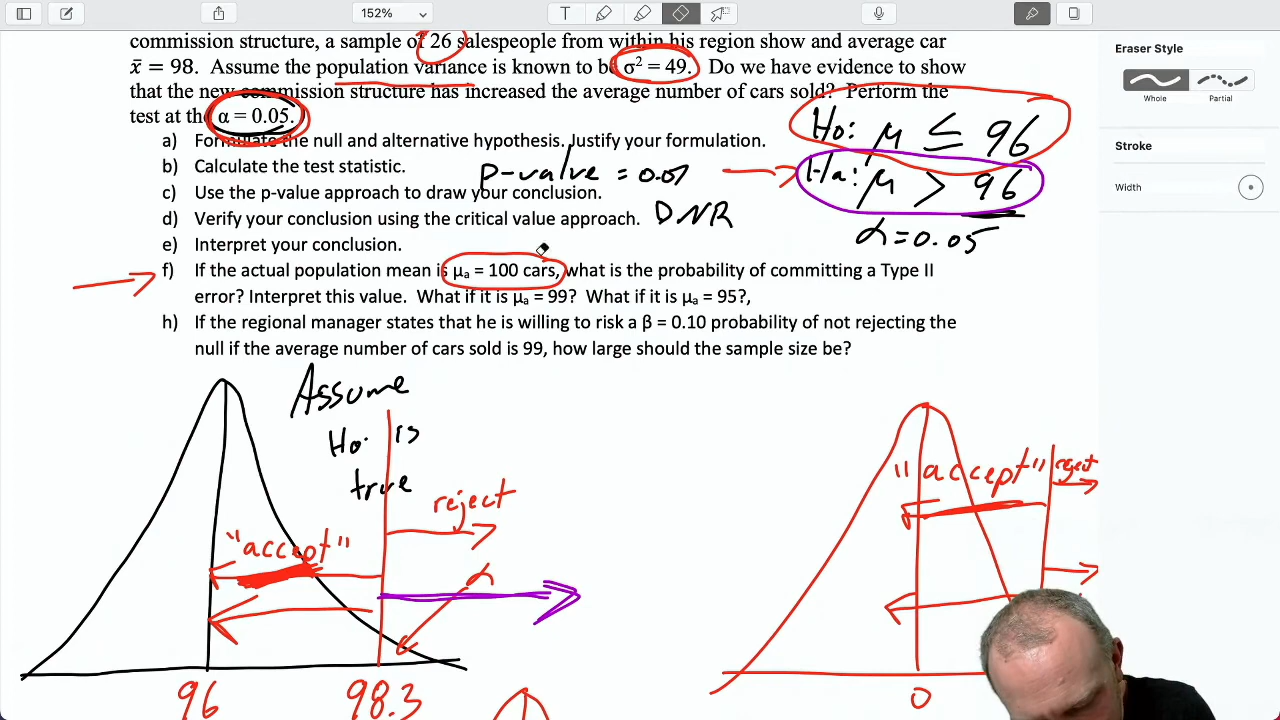 152%
T
commission structure, a sample of 26 salespeople from within his region show and average car
x̄ = 98. Assume the population variance is known to be σ² = 49. Do we have evidence to show
that the new commission structure has increased the average number of cars sold? Perform the
test at the α = 0.05.
a) Formulate the null and alternative hypothesis. Justify your formulation.
b) Calculate the test statistic.
c) Use the p-value approach to draw your conclusion.
d) Verify your conclusion using the critical value approach.
e) Interpret your conclusion.
f) If the actual population mean is μa = 100 cars, what is the probability of committing a Type II
error? Interpret this value. What if it is μa = 99? What if it is μa = 95?,
h) If the regional manager states that he is willing to risk a β = 0.10 probability of not rejecting the
null if the average number of cars sold is 99, how large should the sample size be?
Ho: μ ≤ 96
Ha: μ > 96
α = 0.05
p-value = 0.07
DNR
Assume
Ho is
true
reject
"accept"
α
96
98.3
"accept"
reject
0
Eraser Style
Whole
Partial
Stroke
Width